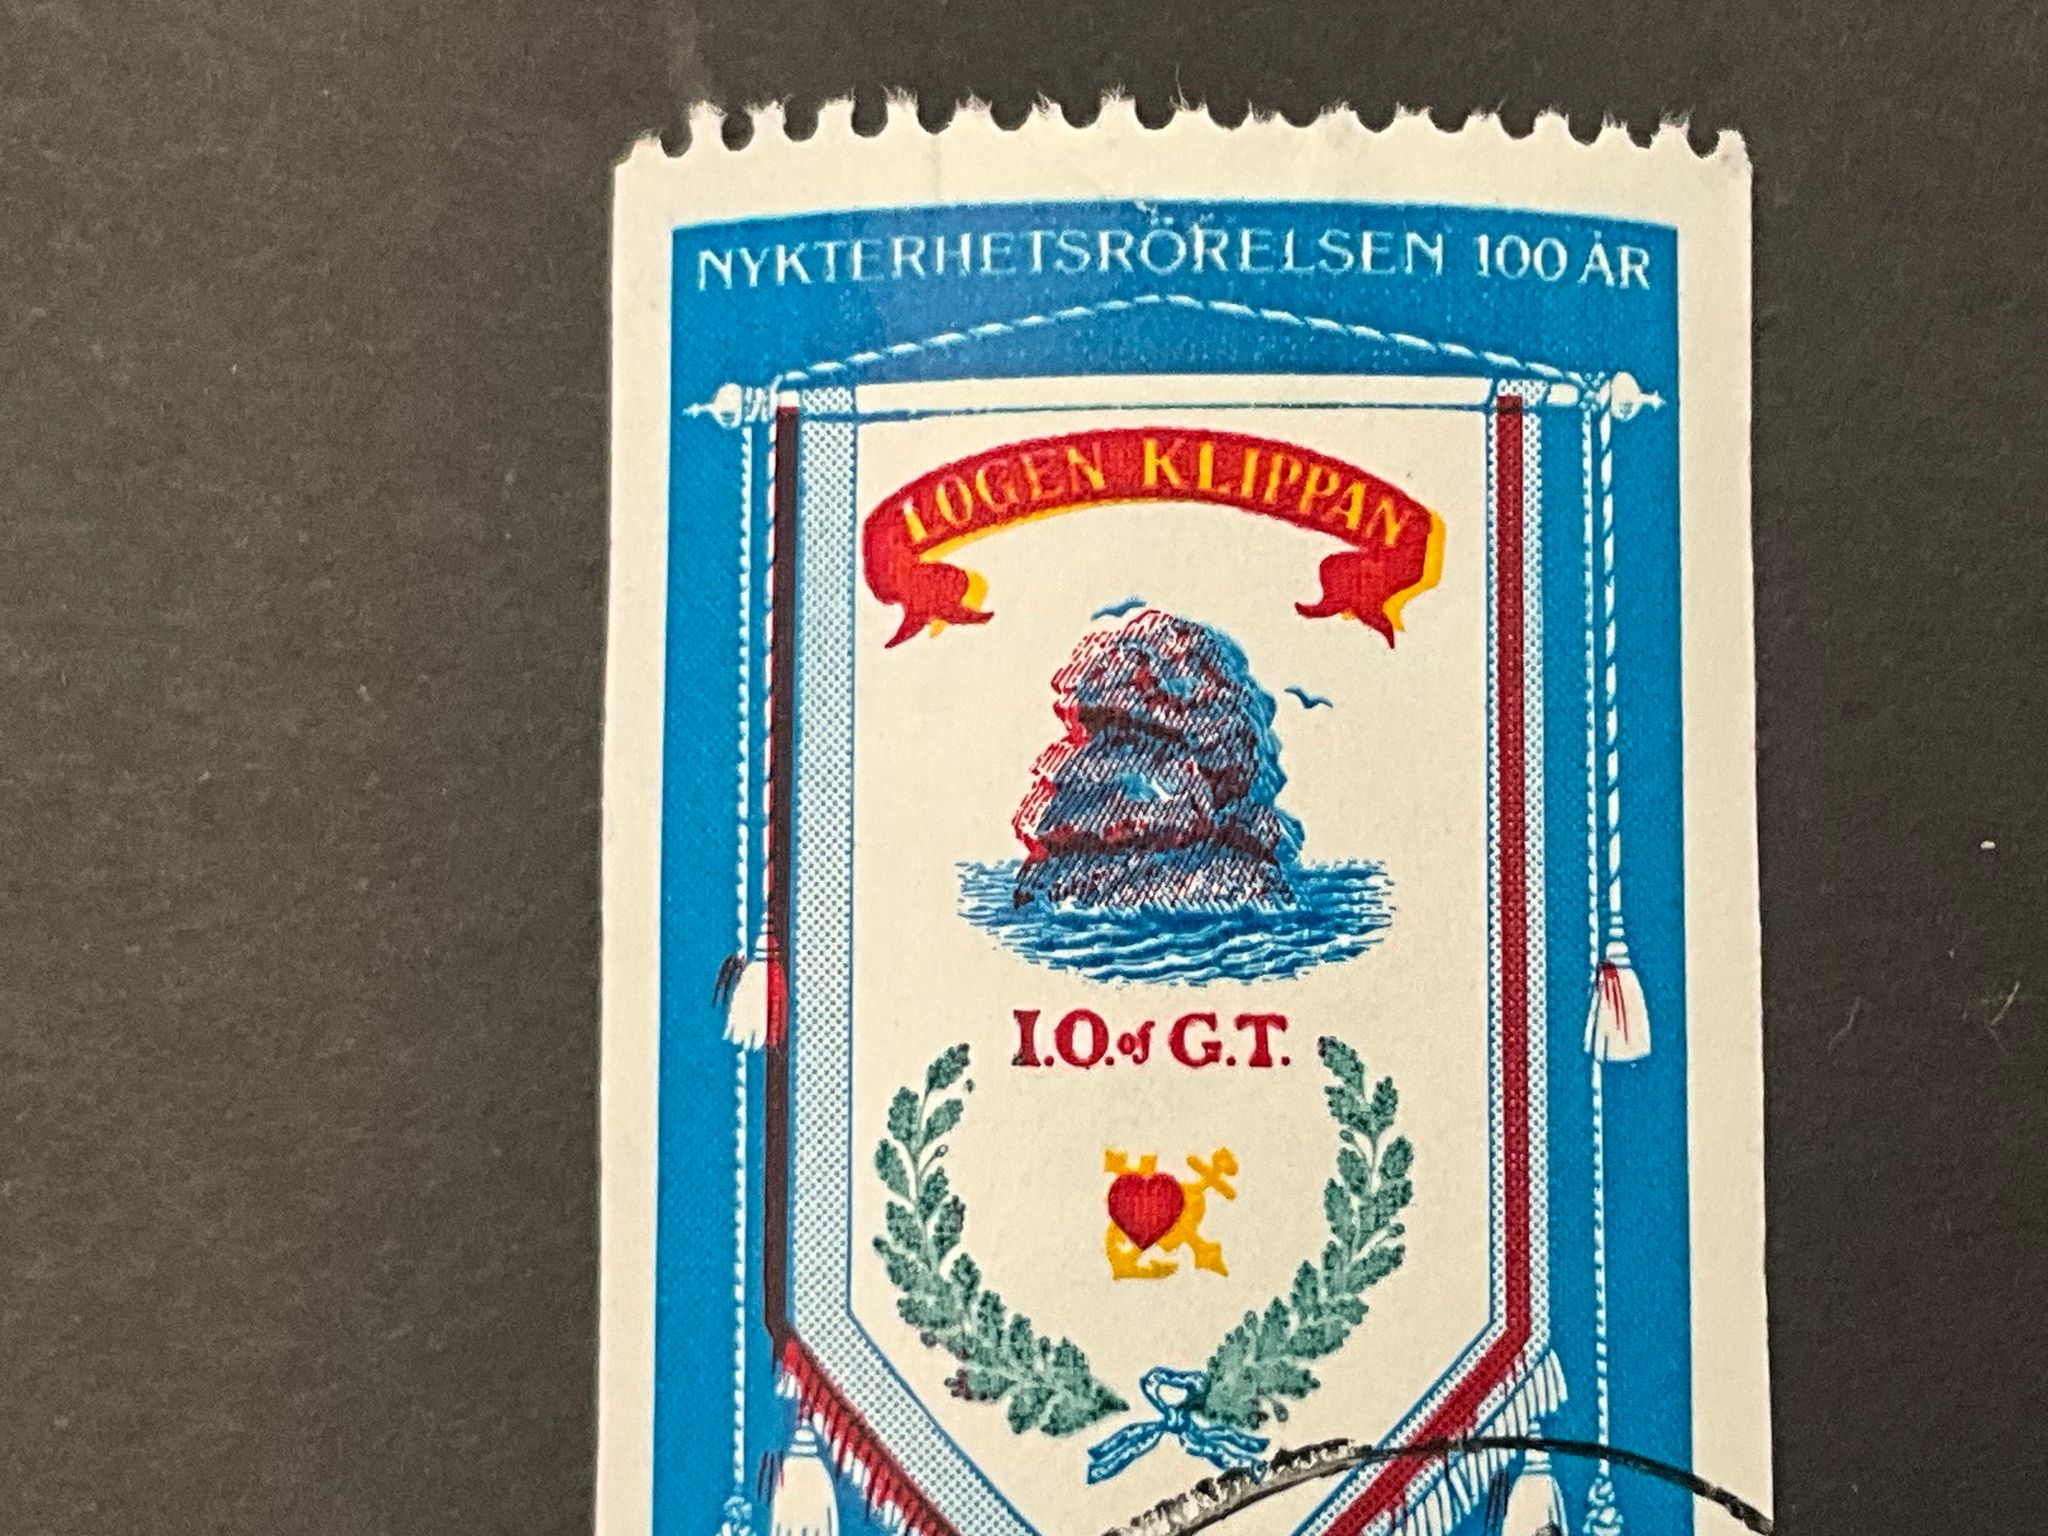 NYKTERHETSRÖRELSEN 100 ÅR
LOGEN KLIPPAN
I.O. of G.T.